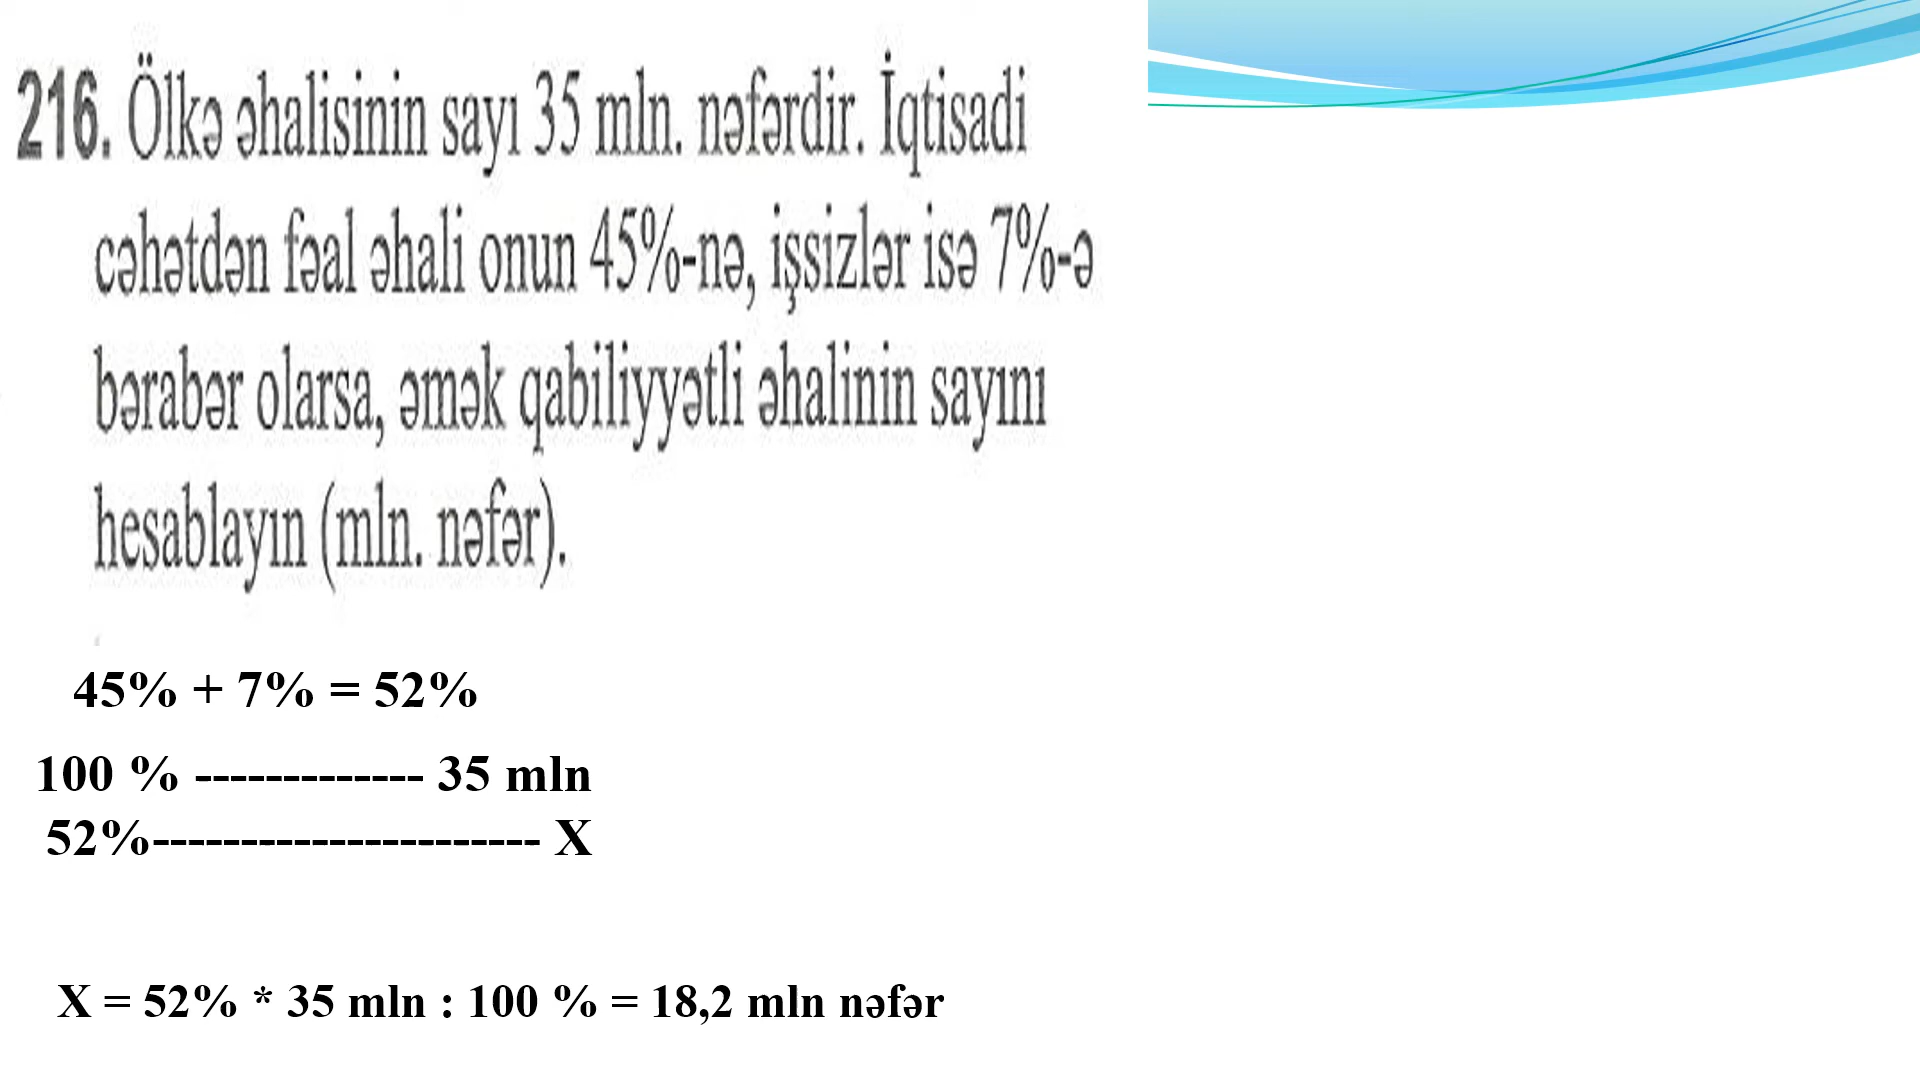 216. Ölkə əhalisinin sayı 35 mln. nəfərdir. İqtisadi
cəhətdən fəal əhali onun 45%-nə, işsizlər isə 7%-ə
bərabər olarsa, əmək qabiliyyətli əhalinin sayını
hesablayın (mln. nəfər).
45% + 7% = 52%
100 % ------------- 35 mln
52%---------------------- X
X = 52% * 35 mln : 100 % = 18,2 mln nəfər